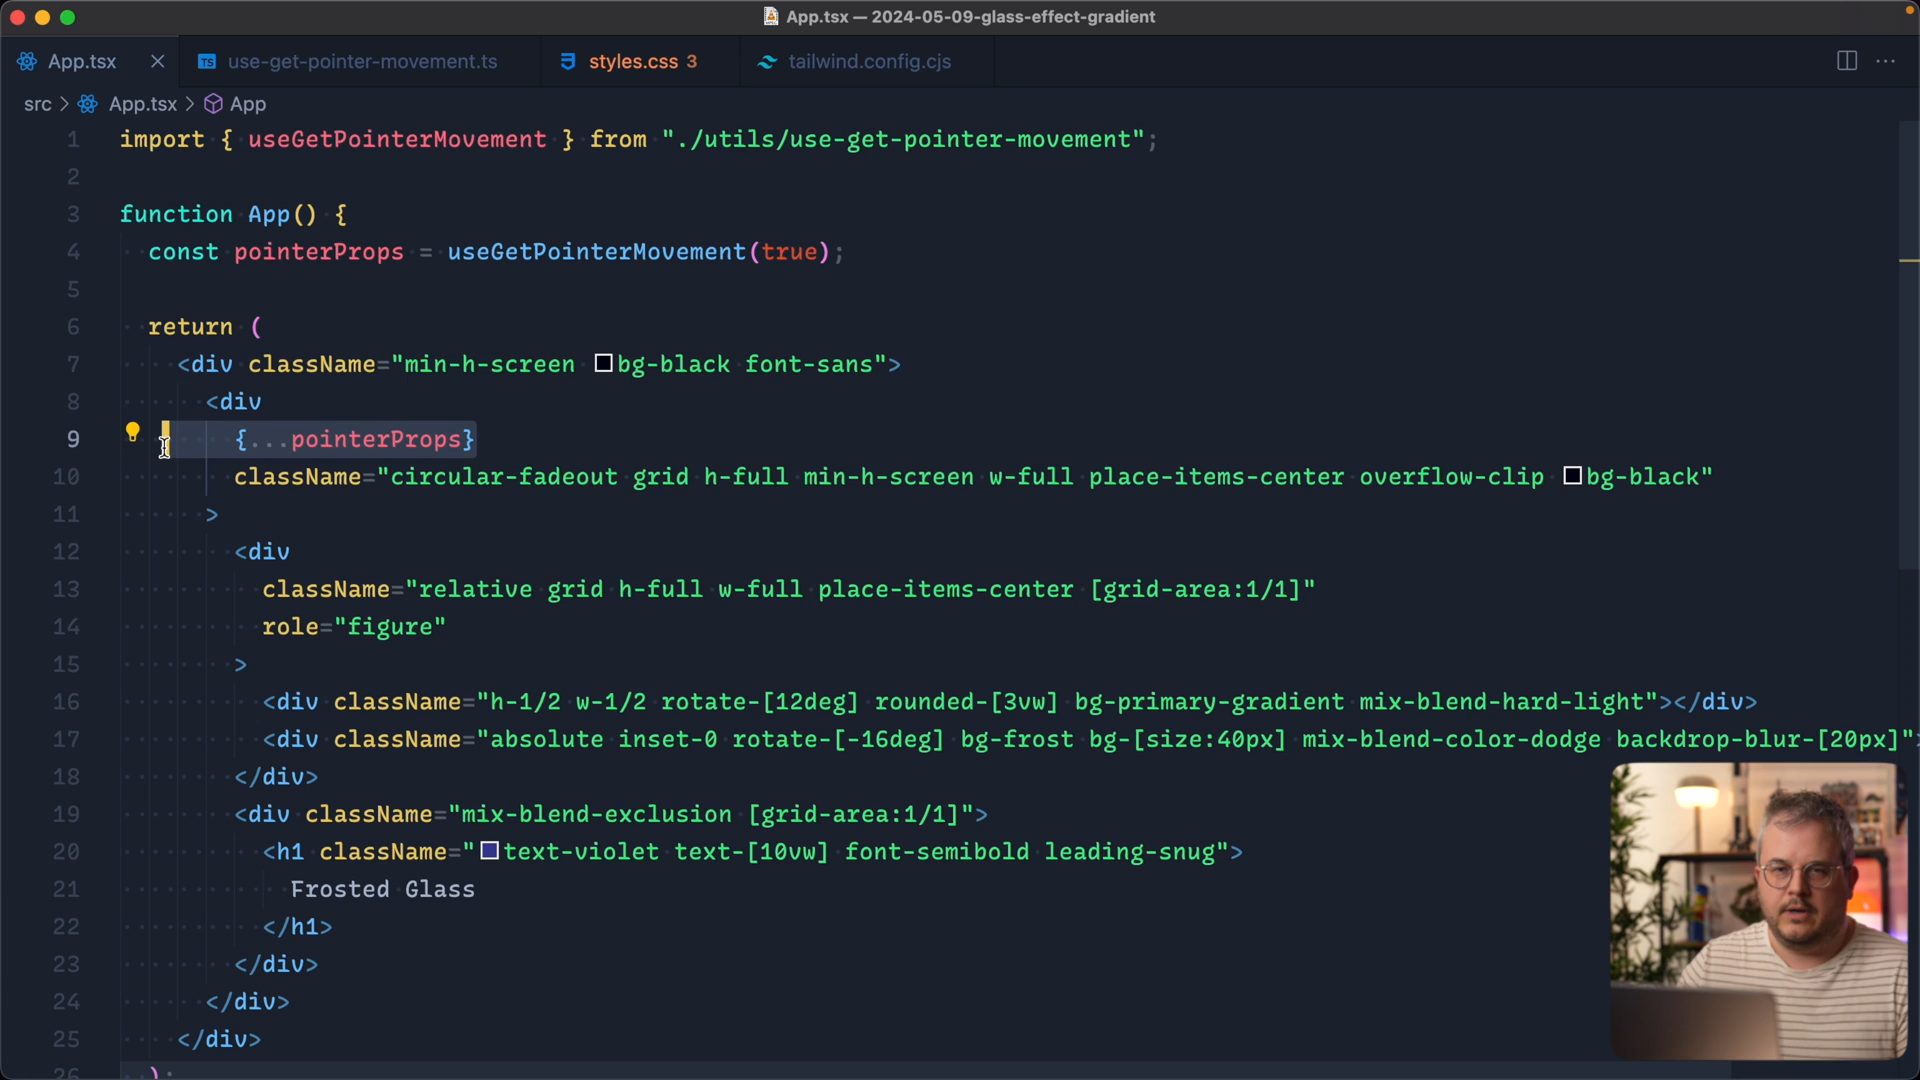 App.tsx — 2024-05-09-glass-effect-gradient
App.tsx
TS use-get-pointer-movement.ts
styles.css 3
tailwind.config.cjs
src > App.tsx > App
1 import { useGetPointerMovement } from "./utils/use-get-pointer-movement";
2
3 function App() {
4 const pointerProps = useGetPointerMovement(true);
5
6 return (
7 <div className="min-h-screen bg-black font-sans">
8 <div
9 {...pointerProps}
10 className="circular-fadeout grid h-full min-h-screen w-full place-items-center overflow-clip bg-black"
11 >
12 <div
13 className="relative grid h-full w-full place-items-center [grid-area:1/1]"
14 role="figure"
15 >
16 <div className="h-1/2 w-1/2 rotate-[12deg] rounded-[3vw] bg-primary-gradient mix-blend-hard-light"></div>
17 <div className="absolute inset-0 rotate-[-16deg] bg-frost bg-[size:40px] mix-blend-color-dodge backdrop-blur-[20px]">
18 </div>
19 <div className="mix-blend-exclusion [grid-area:1/1]">
20 <h1 className="text-violet text-[10vw] font-semibold leading-snug">
21 Frosted Glass
22 </h1>
23 </div>
24 </div>
25 </div>
26 );